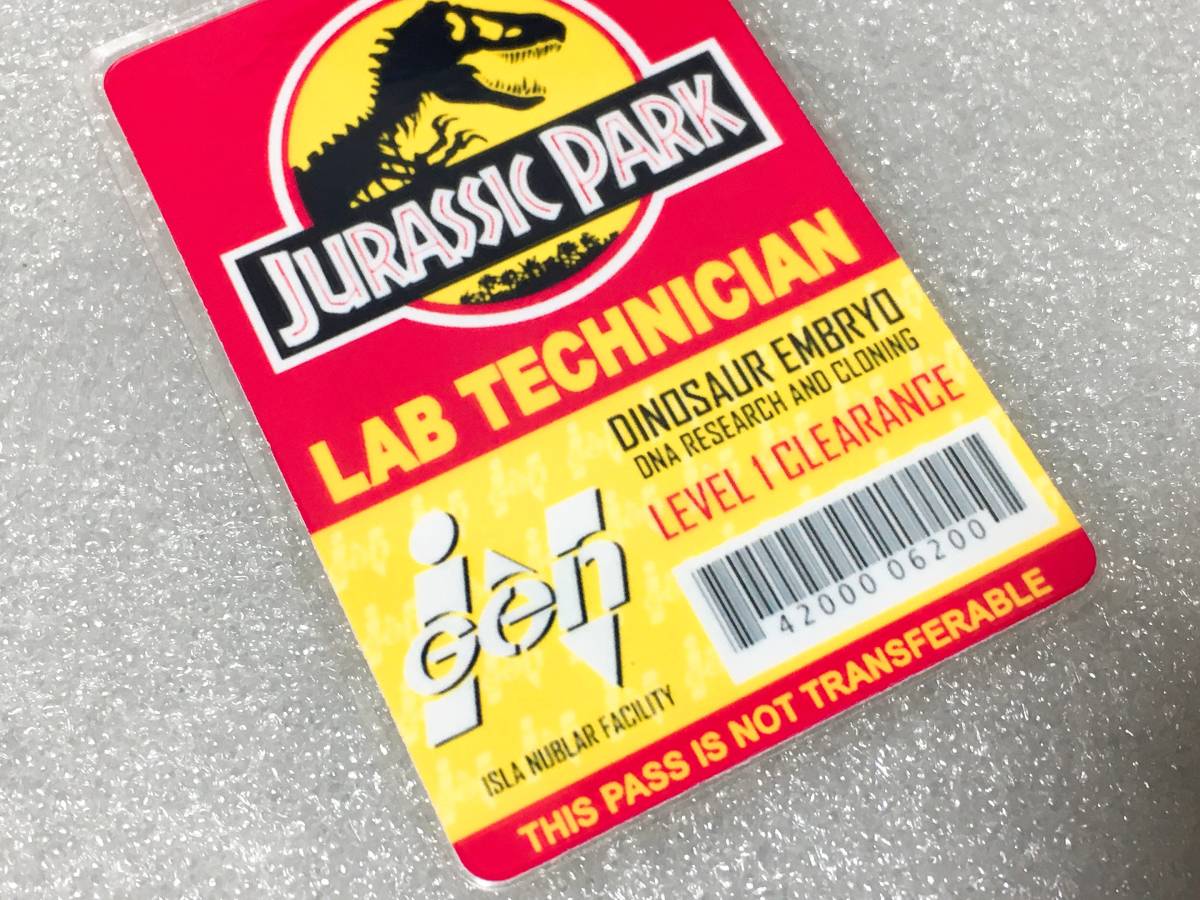 JURASSIC PARK
LAB TECHNICIAN
DINOSAUR EMBRYO
DNA RESEARCH AND CLONING
LEVEL 1 CLEARANCE
42000 06200
i gen
ISLA NUBLAR FACILITY
THIS PASS IS NOT TRANSFERABLE